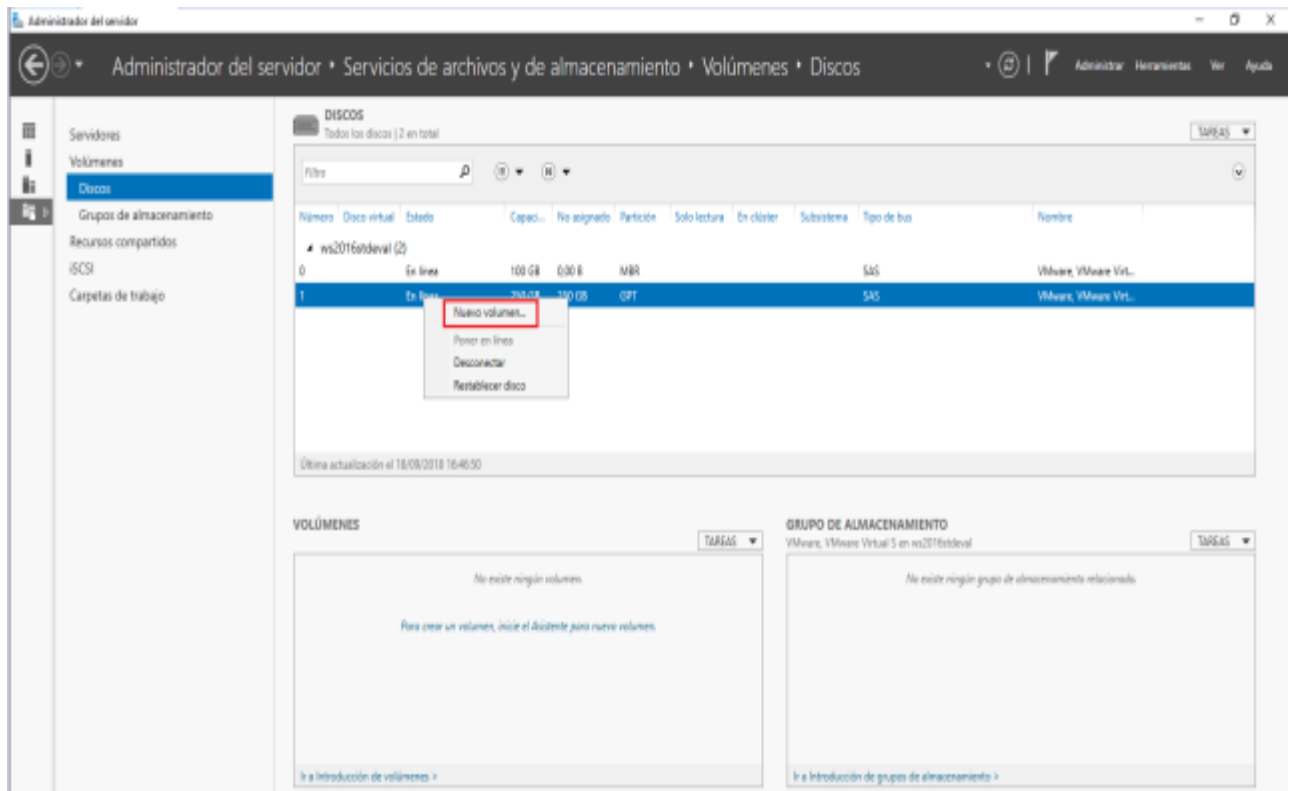 Administrador del servidor
Administrador del servidor • Servicios de archivos y de almacenamiento • Volúmenes • Discos
Administrar Herramientas Ver Ayuda
Servidores
Volúmenes
Discos
Grupos de almacenamiento
Recursos compartidos
iSCSI
Carpetas de trabajo
DISCOS
Todos los discos | 2 en total
TAREAS
Filtro
Número Disco virtual Estado Capaci... No asignado Partición Solo lectura En clúster Subsistema Tipo de bus Nombre
ws2016stdeval (2)
0 En línea 100 GB 0,00 B MBR SAS VMware, VMware Virt...
1 En línea GPT SAS VMware, VMware Virt...
Nuevo volumen...
Poner en línea
Desconectar
Restablecer disco
Última actualización el 18/09/2018 16:46:50
VOLÚMENES
TAREAS
No existe ningún volumen.
Para crear un volumen, inicie el Asistente para nuevo volumen.
Ir a Introducción de volúmenes >
GRUPO DE ALMACENAMIENTO
VMware, VMware Virtual S en ws2016stdeval
TAREAS
No existe ningún grupo de almacenamiento relacionado.
Ir a Introducción de grupos de almacenamiento >